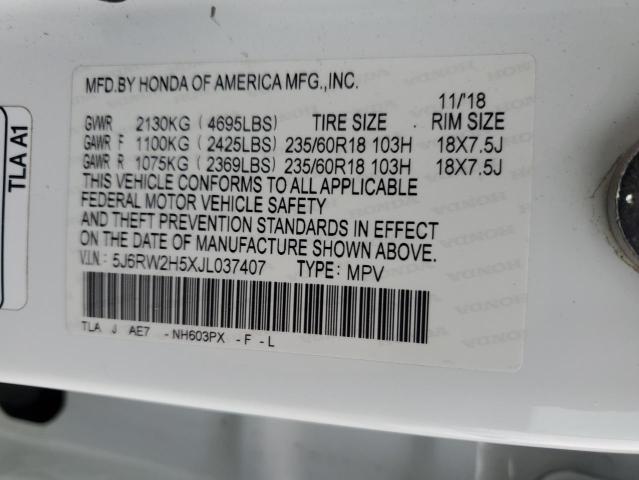 MFD.BY HONDA OF AMERICA MFG.,INC.
11/'18
GVWR 2130KG (4695LBS) TIRE SIZE RIM SIZE
GAWR F 1100KG (2425LBS) 235/60R18 103H 18X7.5J
GAWR R 1075KG (2369LBS) 235/60R18 103H 18X7.5J
THIS VEHICLE CONFORMS TO ALL APPLICABLE
FEDERAL MOTOR VEHICLE SAFETY
AND THEFT PREVENTION STANDARDS IN EFFECT
ON THE DATE OF MANUFACTURE SHOWN ABOVE.
V.I.N: 5J6RW2H5XJL037407 TYPE: MPV
TLA J AE7 -NH603PX -F -L
TLA A1